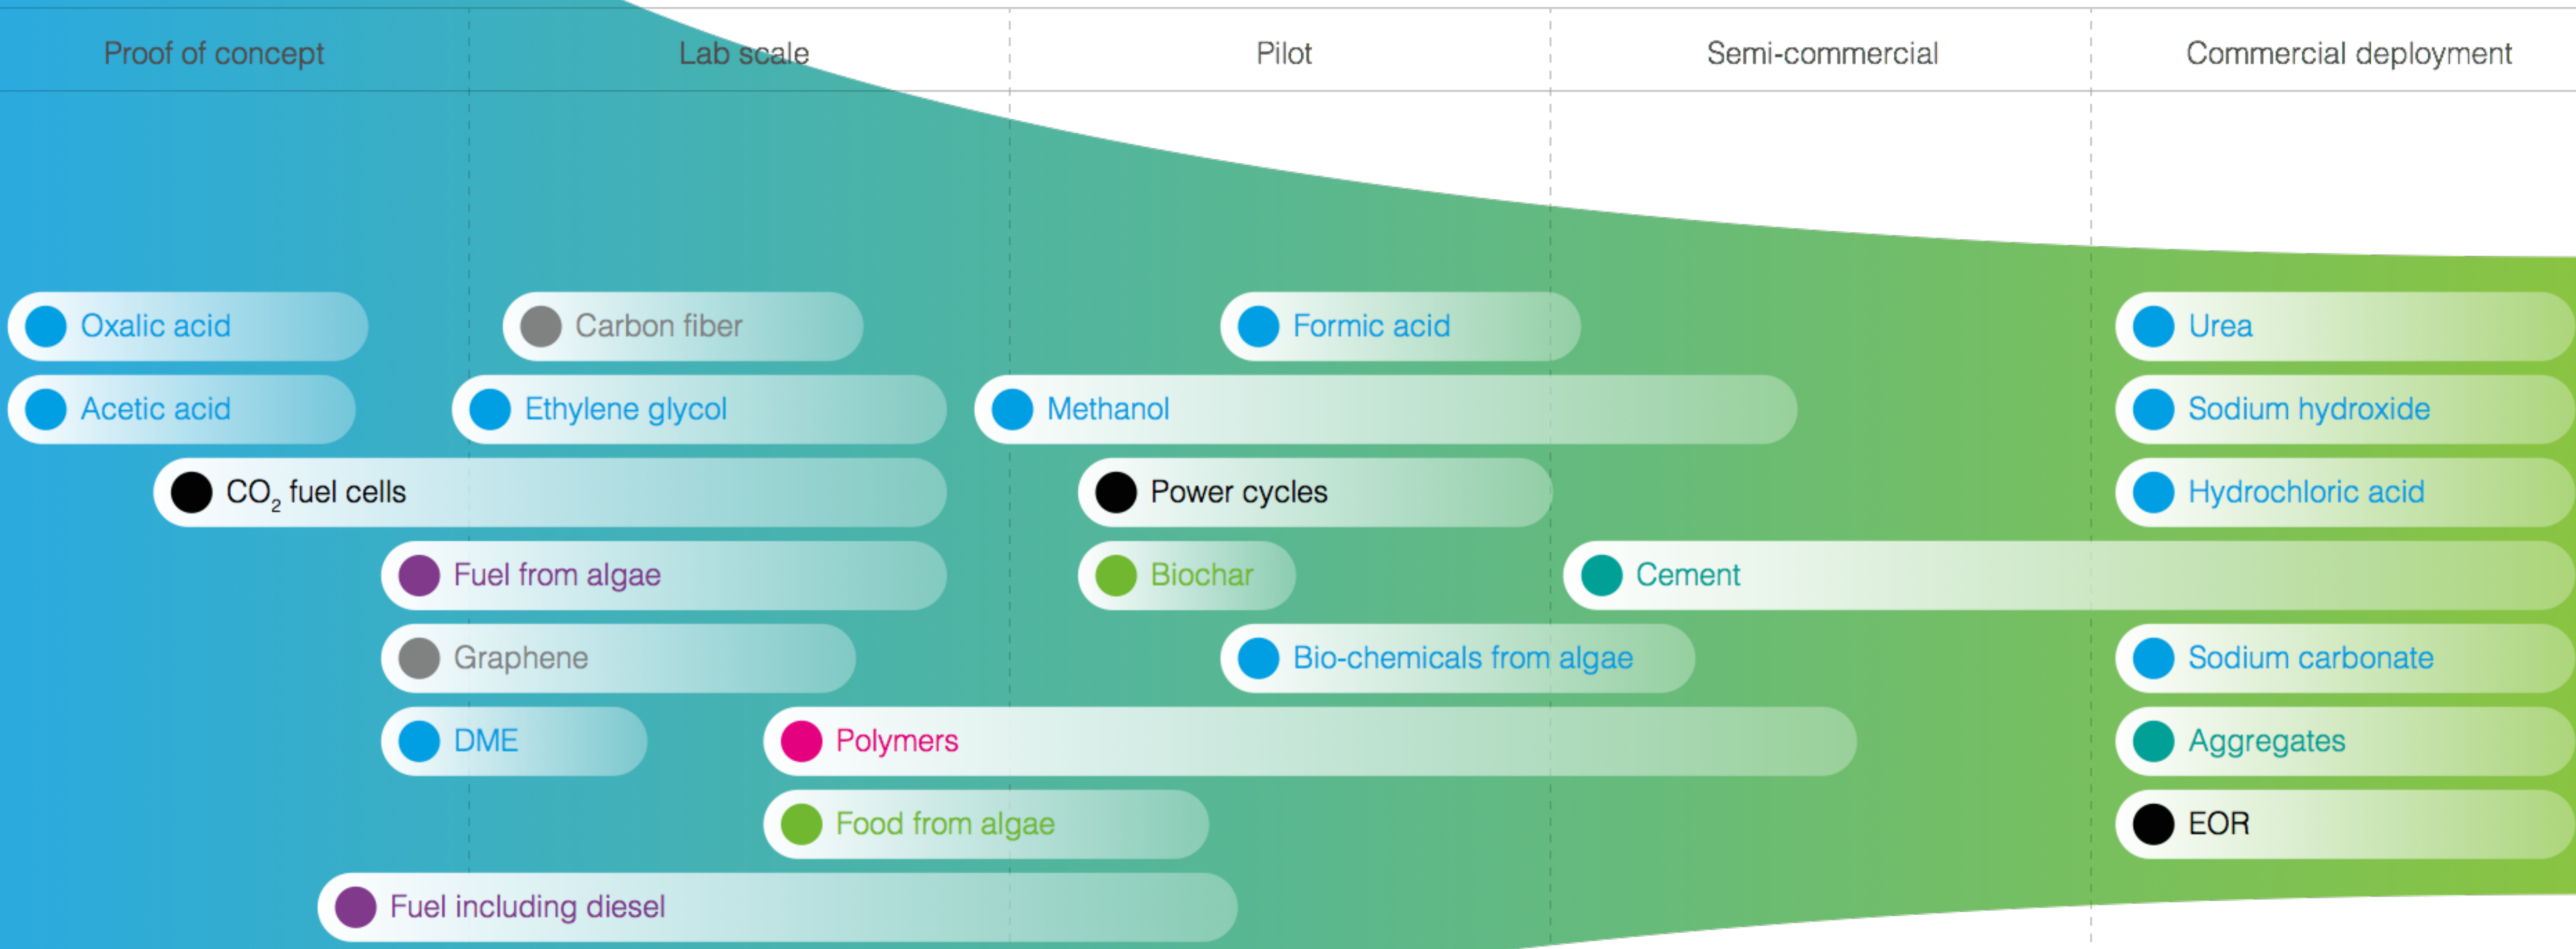 Proof of concept
Lab scale
Pilot
Semi-commercial
Commercial deployment
Oxalic acid
Carbon fiber
Formic acid
Urea
Acetic acid
Ethylene glycol
Methanol
Sodium hydroxide
CO₂ fuel cells
Power cycles
Hydrochloric acid
Fuel from algae
Biochar
Cement
Graphene
Bio-chemicals from algae
Sodium carbonate
DME
Polymers
Aggregates
Food from algae
EOR
Fuel including diesel